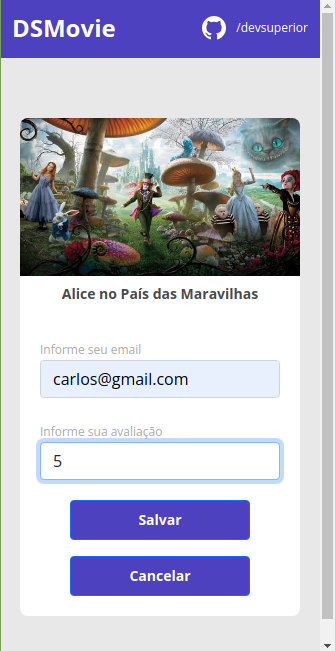 DSMovie
/devsuperior
Alice no País das Maravilhas
Informe seu email
carlos@gmail.com
Informe sua avaliação
5
Salvar
Cancelar